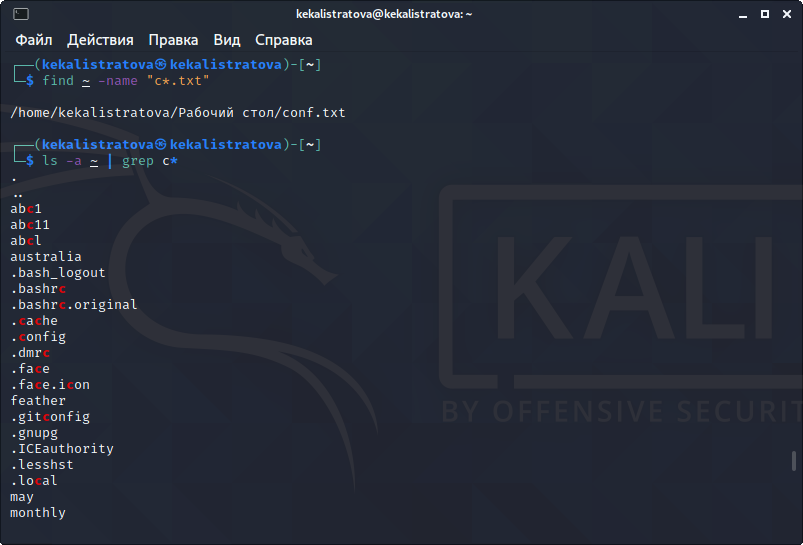 kekalistratova@kekalistratova: ~
Файл Действия Правка Вид Справка
┌──(kekalistratova㉿kekalistratova)-[~]
└─$ find ~ -name "c*.txt"
/home/kekalistratova/Рабочий стол/conf.txt
┌──(kekalistratova㉿kekalistratova)-[~]
└─$ ls -a ~ | grep c*
.
..
abc1
abc11
abcl
australia
.bash_logout
.bashrc
.bashrc.original
.cache
.config
.dmrc
.face
.face.icon
feather
.gitconfig
.gnupg
.ICEauthority
.lesshst
.local
may
monthly
KALI
BY OFFENSIVE SECURIT